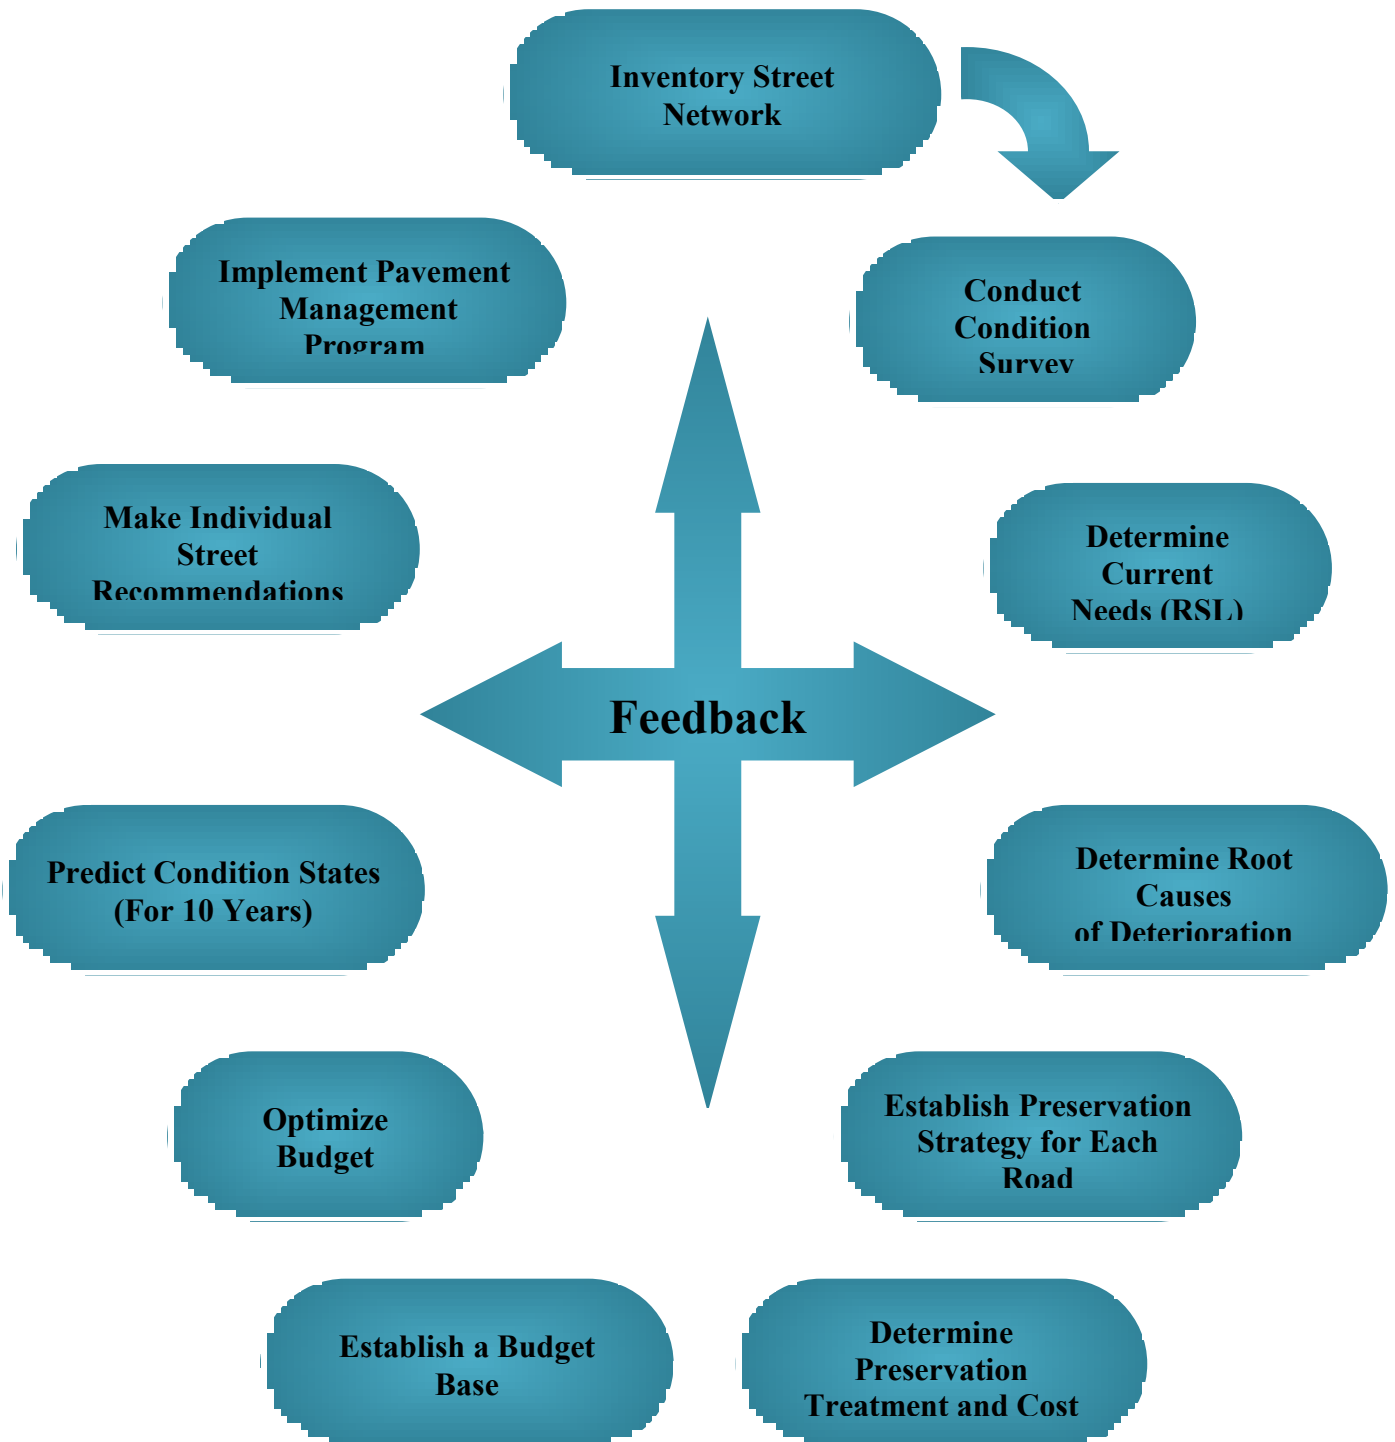 Inventory Street
Network
Implement Pavement
Management
Program
Conduct
Condition
Survey
Make Individual
Street
Recommendations
Determine
Current
Needs (RSL)
Feedback
Predict Condition States
(For 10 Years)
Determine Root
Causes
of Deterioration
Optimize
Budget
Establish Preservation
Strategy for Each
Road
Establish a Budget
Base
Determine
Preservation
Treatment and Cost